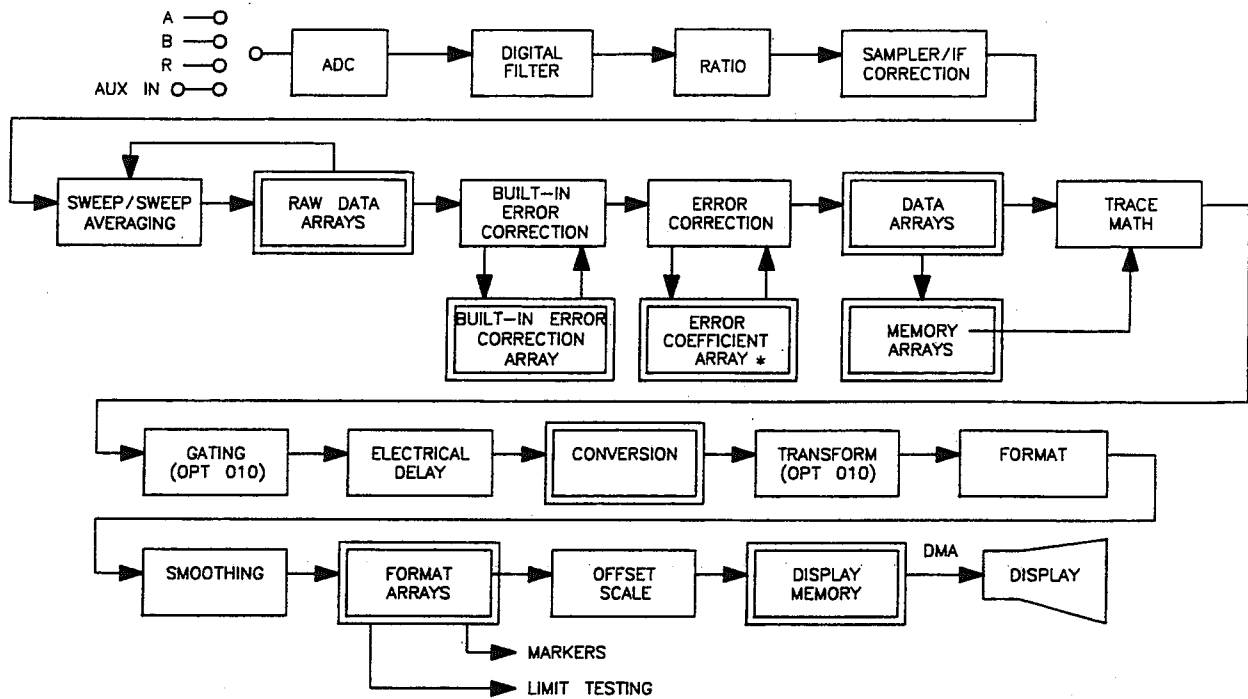 A
B
R
AUX IN
ADC
DIGITAL
FILTER
RATIO
SAMPLER/IF
CORRECTION
SWEEP/SWEEP
AVERAGING
RAW DATA
ARRAYS
BUILT-IN
ERROR
CORRECTION
ERROR
CORRECTION
DATA
ARRAYS
TRACE
MATH
BUILT-IN ERROR
CORRECTION
ARRAY
ERROR
COEFFICIENT
ARRAY *
MEMORY
ARRAYS
GATING
(OPT 010)
ELECTRICAL
DELAY
CONVERSION
TRANSFORM
(OPT 010)
FORMAT
SMOOTHING
FORMAT
ARRAYS
OFFSET
SCALE
DISPLAY
MEMORY
DMA
DISPLAY
MARKERS
LIMIT TESTING